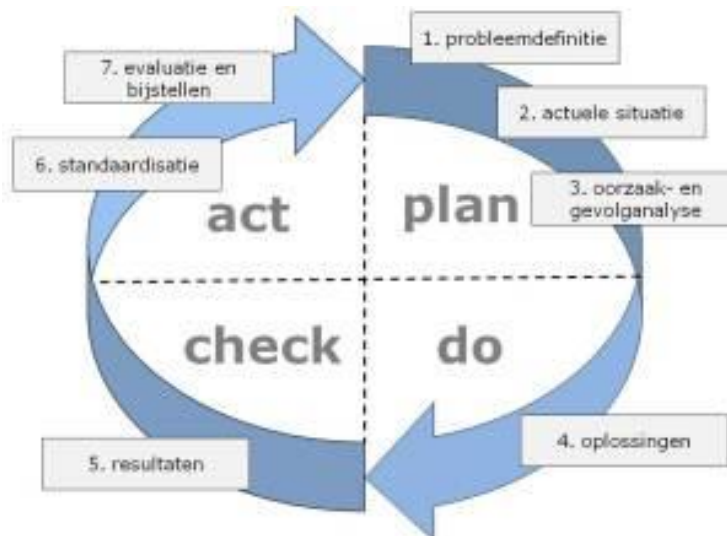 1. probleemdefinitie
2. actuele situatie
3. oorzaak- en
gevolganalyse
4. oplossingen
5. resultaten
6. standaardisatie
7. evaluatie en
bijstellen
act
plan
check
do